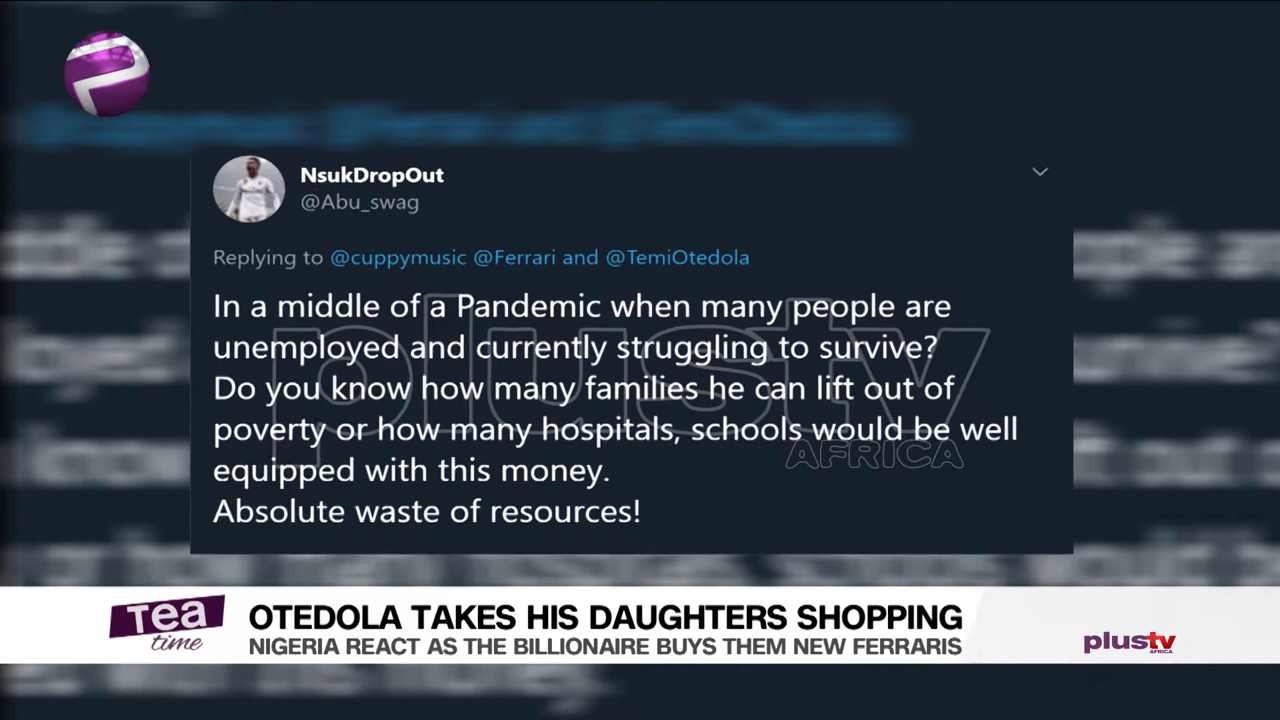 NsukDropOut
@Abu_swag
Replying to @cuppymusic @Ferrari and @TemiOtedola
In a middle of a Pandemic when many people are
unemployed and currently struggling to survive?
Do you know how many families he can lift out of
poverty or how many hospitals, schools would be well
equipped with this money.
Absolute waste of resources!
plustv
AFRICA
Tea
time
OTEDOLA TAKES HIS DAUGHTERS SHOPPING
NIGERIA REACT AS THE BILLIONAIRE BUYS THEM NEW FERRARIS
plustv
AFRICA